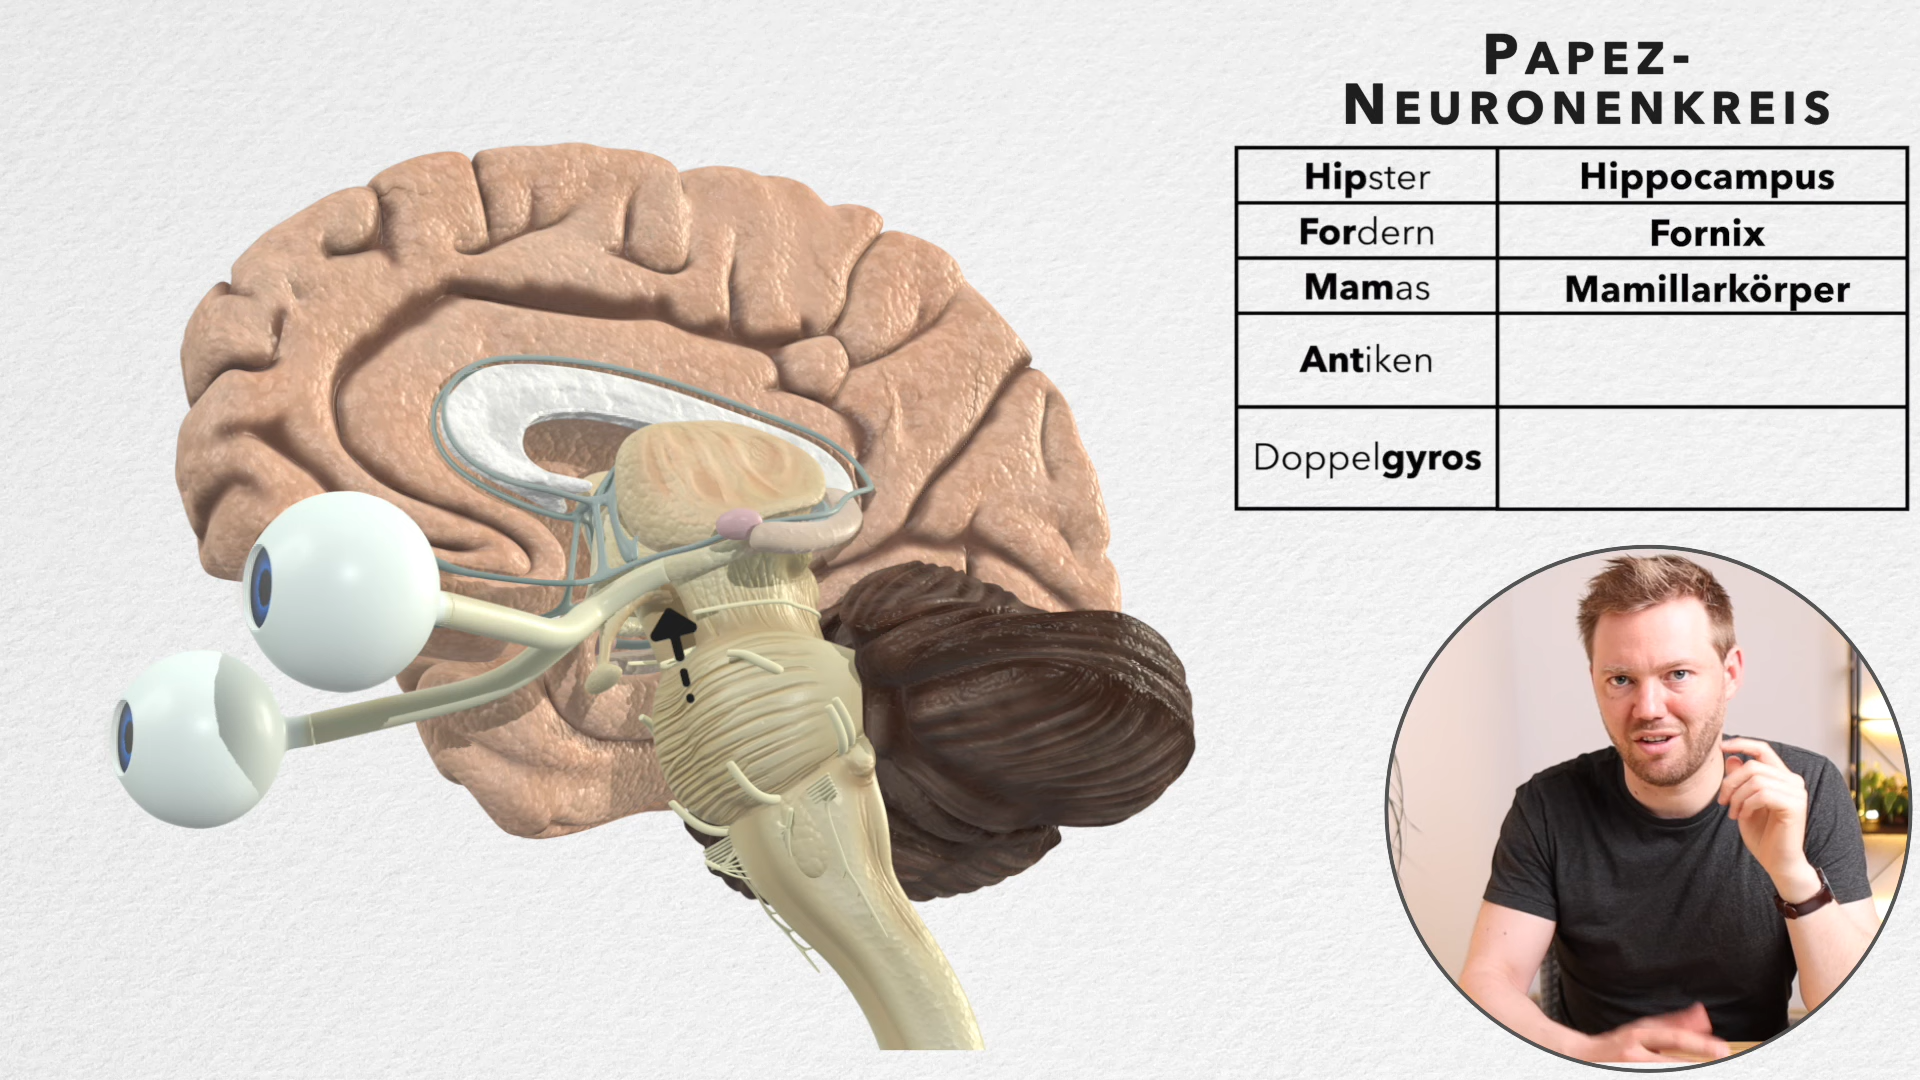 PAPEZ-
NEURONENKREIS
Hipster Hippocampus
Fordern Fornix
Mamas Mamillarkörper
Antiken
Doppelgyros